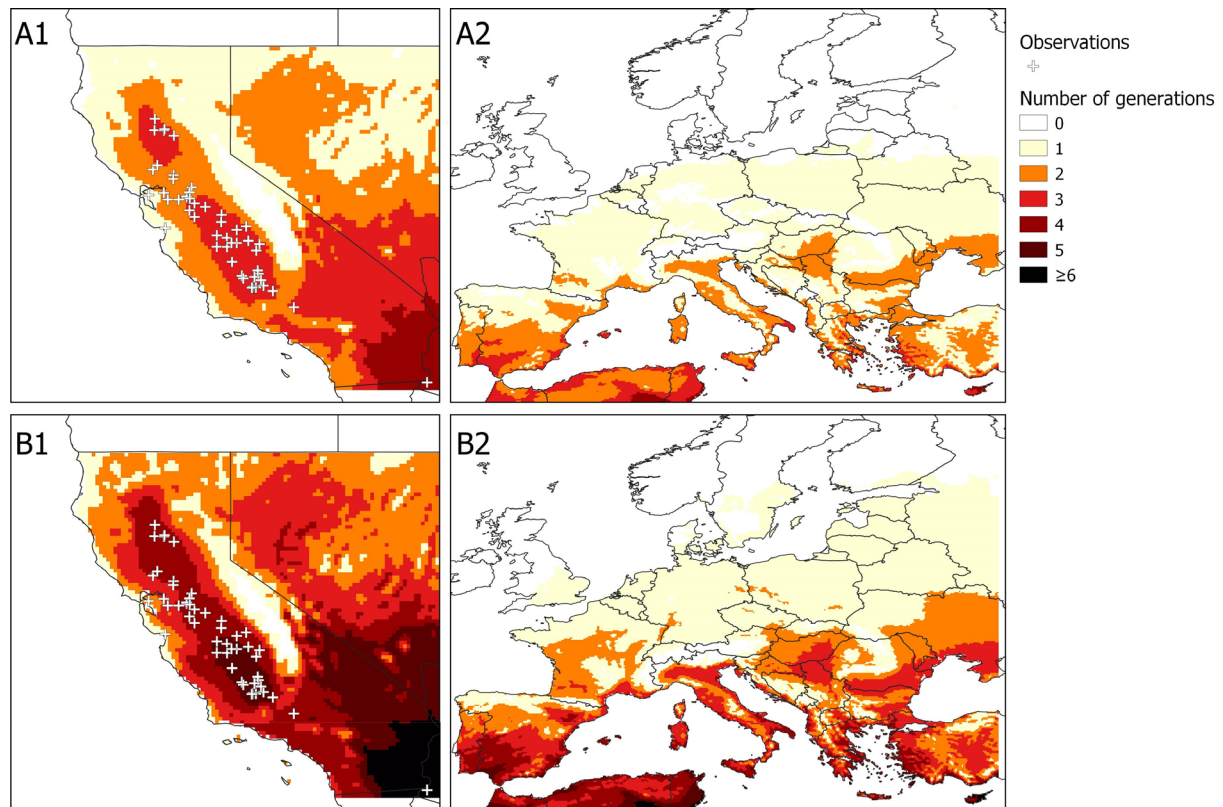 A1
A2
Observations
Number of generations
0
1
2
3
4
5
≥6
B1
B2